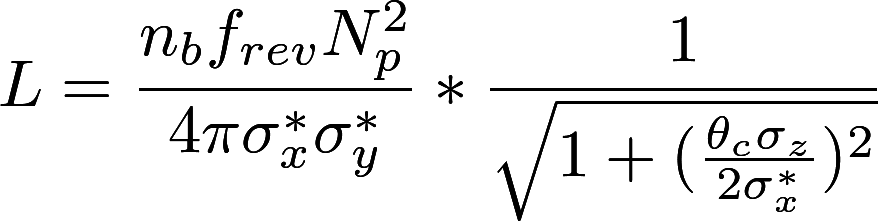 L = \frac{n_b f_{rev} N_p^2}{4\pi\sigma_x^*\sigma_y^*} * \frac{1}{\sqrt{1 + (\frac{\theta_c \sigma_z}{2\sigma_x^*})^2}}